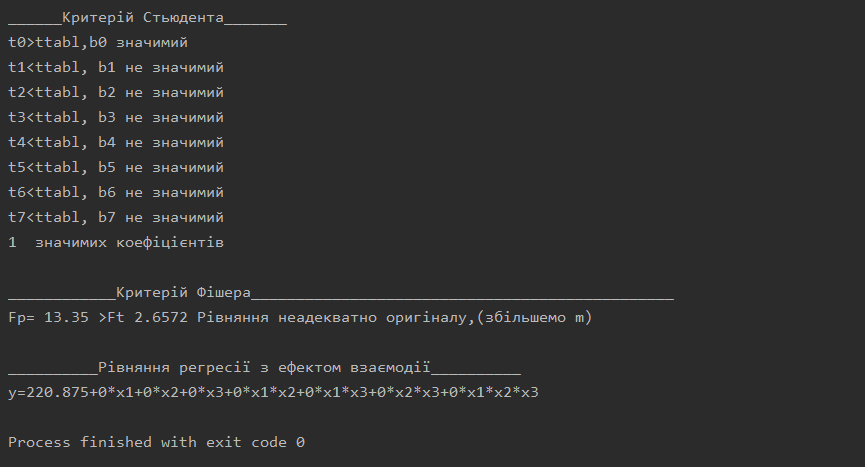 ______Критерій Стьюдента_______
t0>ttabl,b0 значимий
t1<ttabl, b1 не значимий
t2<ttabl, b2 не значимий
t3<ttabl, b3 не значимий
t4<ttabl, b4 не значимий
t5<ttabl, b5 не значимий
t6<ttabl, b6 не значимий
t7<ttabl, b7 не значимий
1  значимих коефіцієнтів
____________Критерій Фішера_______________________________________________
Fp= 13.35 >Ft 2.6572 Рівняння неадекватно оригіналу,(збільшемо m)
__________Рівняння регресії з ефектом взаємодії__________
y=220.875+0*x1+0*x2+0*x3+0*x1*x2+0*x1*x3+0*x2*x3+0*x1*x2*x3
Process finished with exit code 0